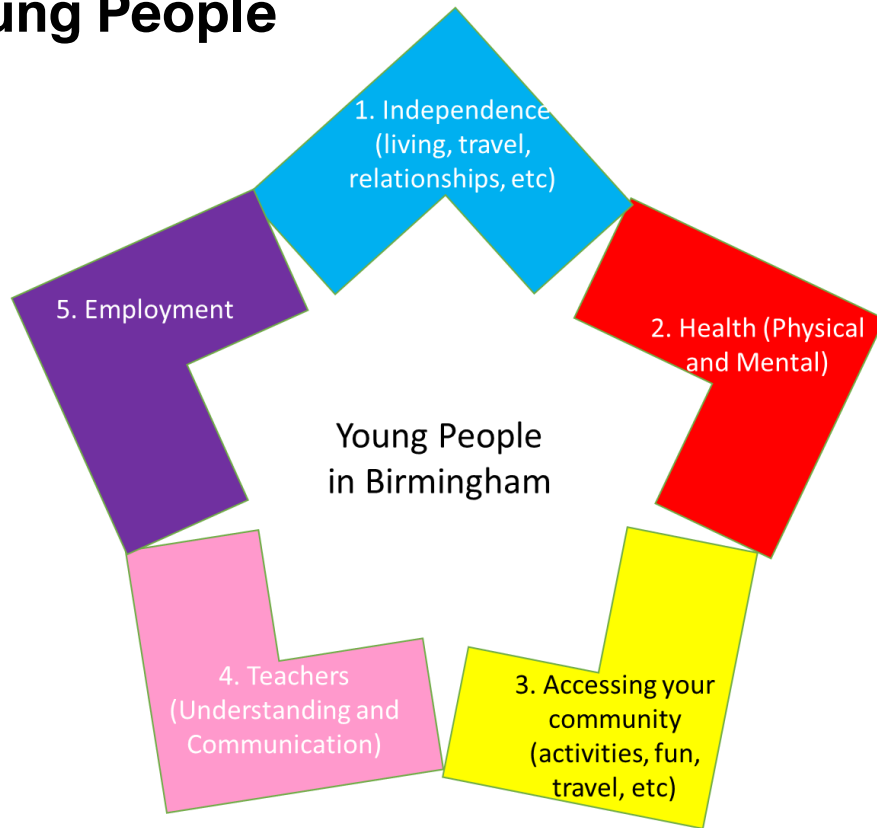 ung People
1. Independence
(living, travel,
relationships, etc)
5. Employment
2. Health (Physical
and Mental)
Young People
in Birmingham
4. Teachers
(Understanding and
Communication)
3. Accessing your
community
(activities, fun,
travel, etc)